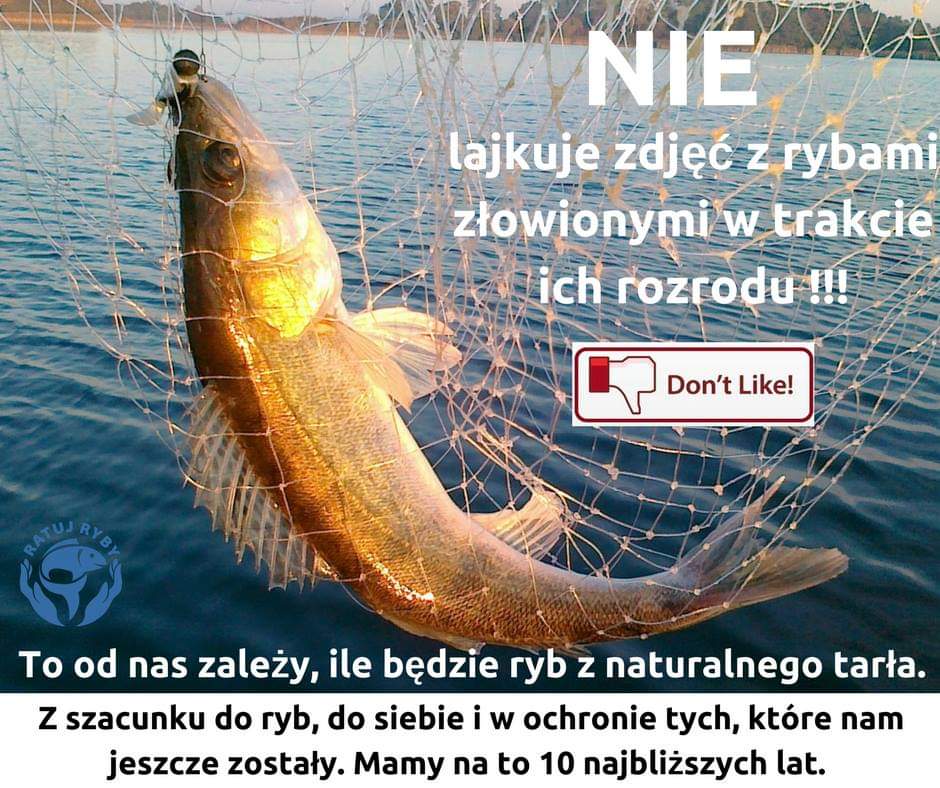 NIE
lajkuje zdjęć z rybami
złowionymi w trakcie
ich rozrodu !!!
Don't Like!
RATUJ RYBY
To od nas zależy, ile będzie ryb z naturalnego tarła.
Z szacunku do ryb, do siebie i w ochronie tych, które nam
jeszcze zostały. Mamy na to 10 najbliższych lat.